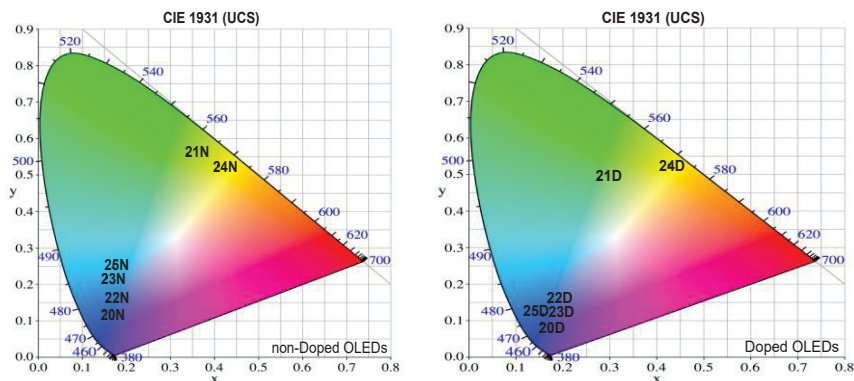 CIE 1931 (UCS)
0.9
520
0.8
540
0.7
560
0.6
21N
24N
500
580
0.5
y
0.4
600
620
0.3
490
700
25N
23N
0.2
22N
480
20N
0.1
470
460
380
non-Doped OLEDs
0.0
0.0 0.1 0.2 0.3 0.4 0.5 0.6 0.7 0.8
x
CIE 1931 (UCS)
0.9
520
0.8
540
0.7
560
0.6
24D
21D
500
580
0.5
y
0.4
600
620
0.3
490
700
0.2
22D
480
25D 23D
0.1
20D
470
460
380
Doped OLEDs
0.0
0.0 0.1 0.2 0.3 0.4 0.5 0.6 0.7 0.8
x